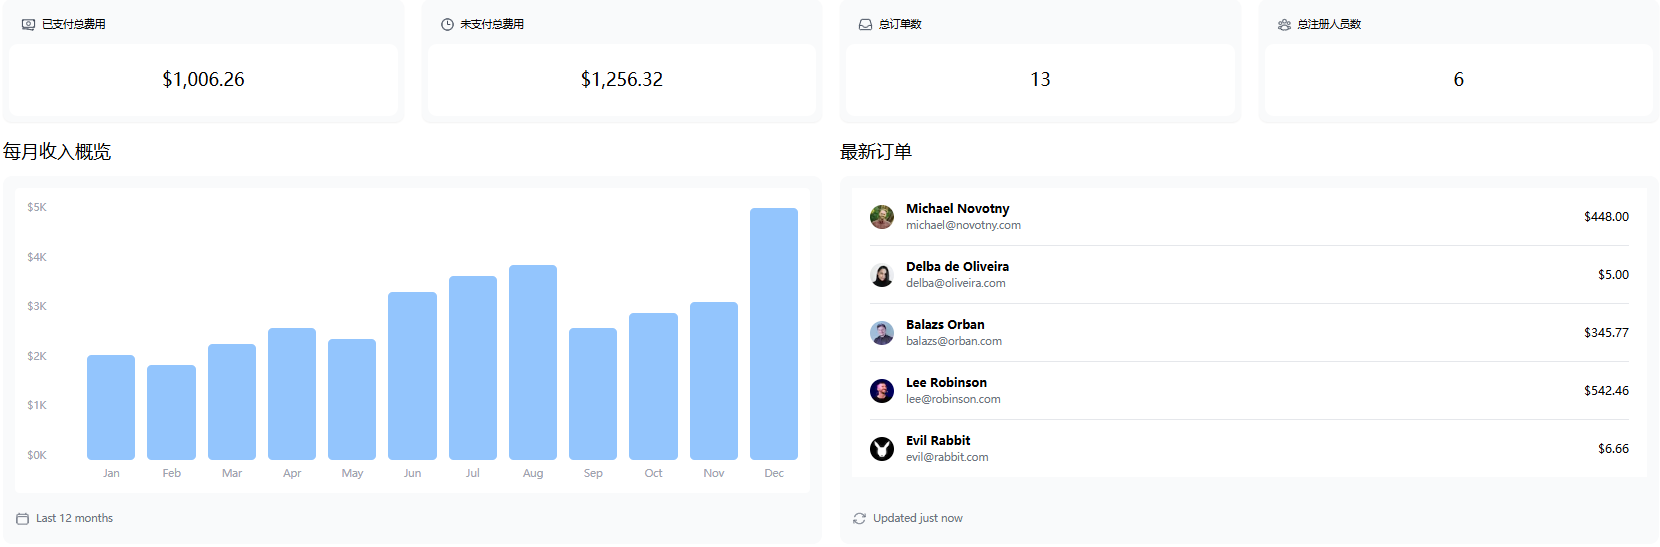 已支付总费用
$1,006.26
未支付总费用
$1,256.32
总订单数
13
总注册人员数
6
每月收入概览
$5K
$4K
$3K
$2K
$1K
$0K
Jan Feb Mar Apr May Jun Jul Aug Sep Oct Nov Dec
Last 12 months
最新订单
Michael Novotny
michael@novotny.com
$448.00
Delba de Oliveira
delba@oliveira.com
$5.00
Balazs Orban
balazs@orban.com
$345.77
Lee Robinson
lee@robinson.com
$542.46
Evil Rabbit
evil@rabbit.com
$6.66
Updated just now